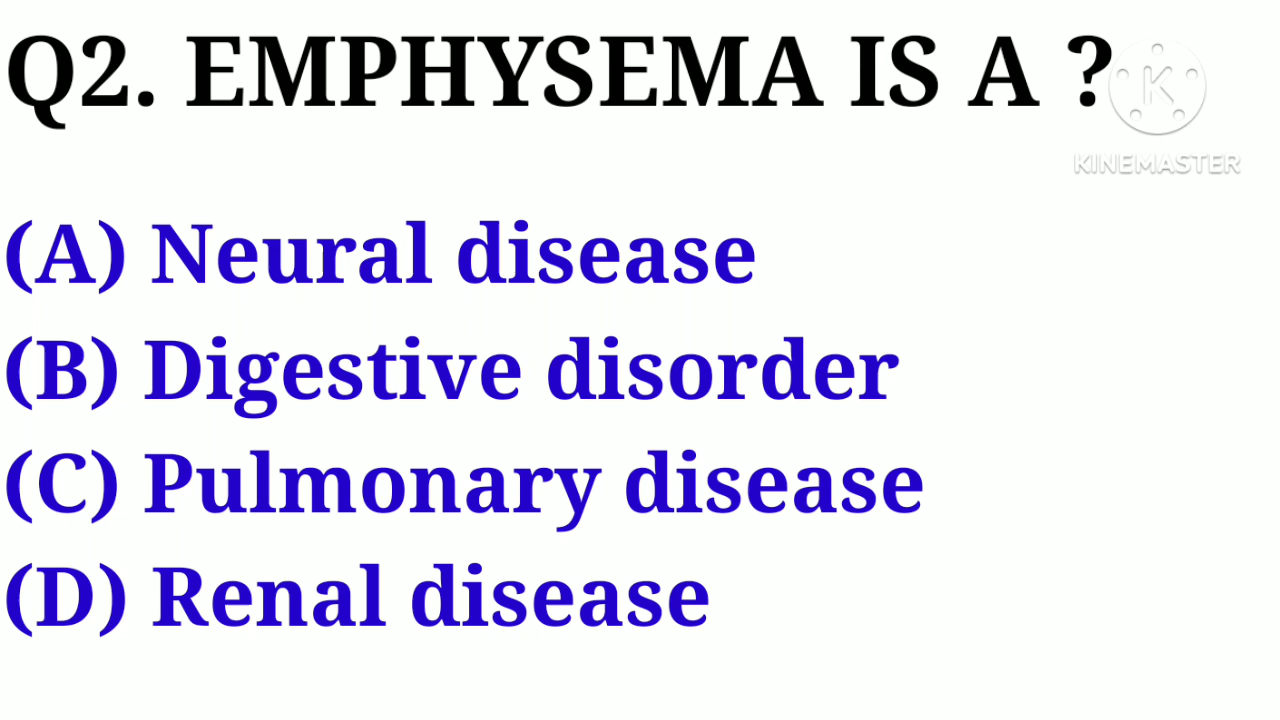 Q2. EMPHYSEMA IS A ?
K
KINEMASTER
(A) Neural disease
(B) Digestive disorder
(C) Pulmonary disease
(D) Renal disease